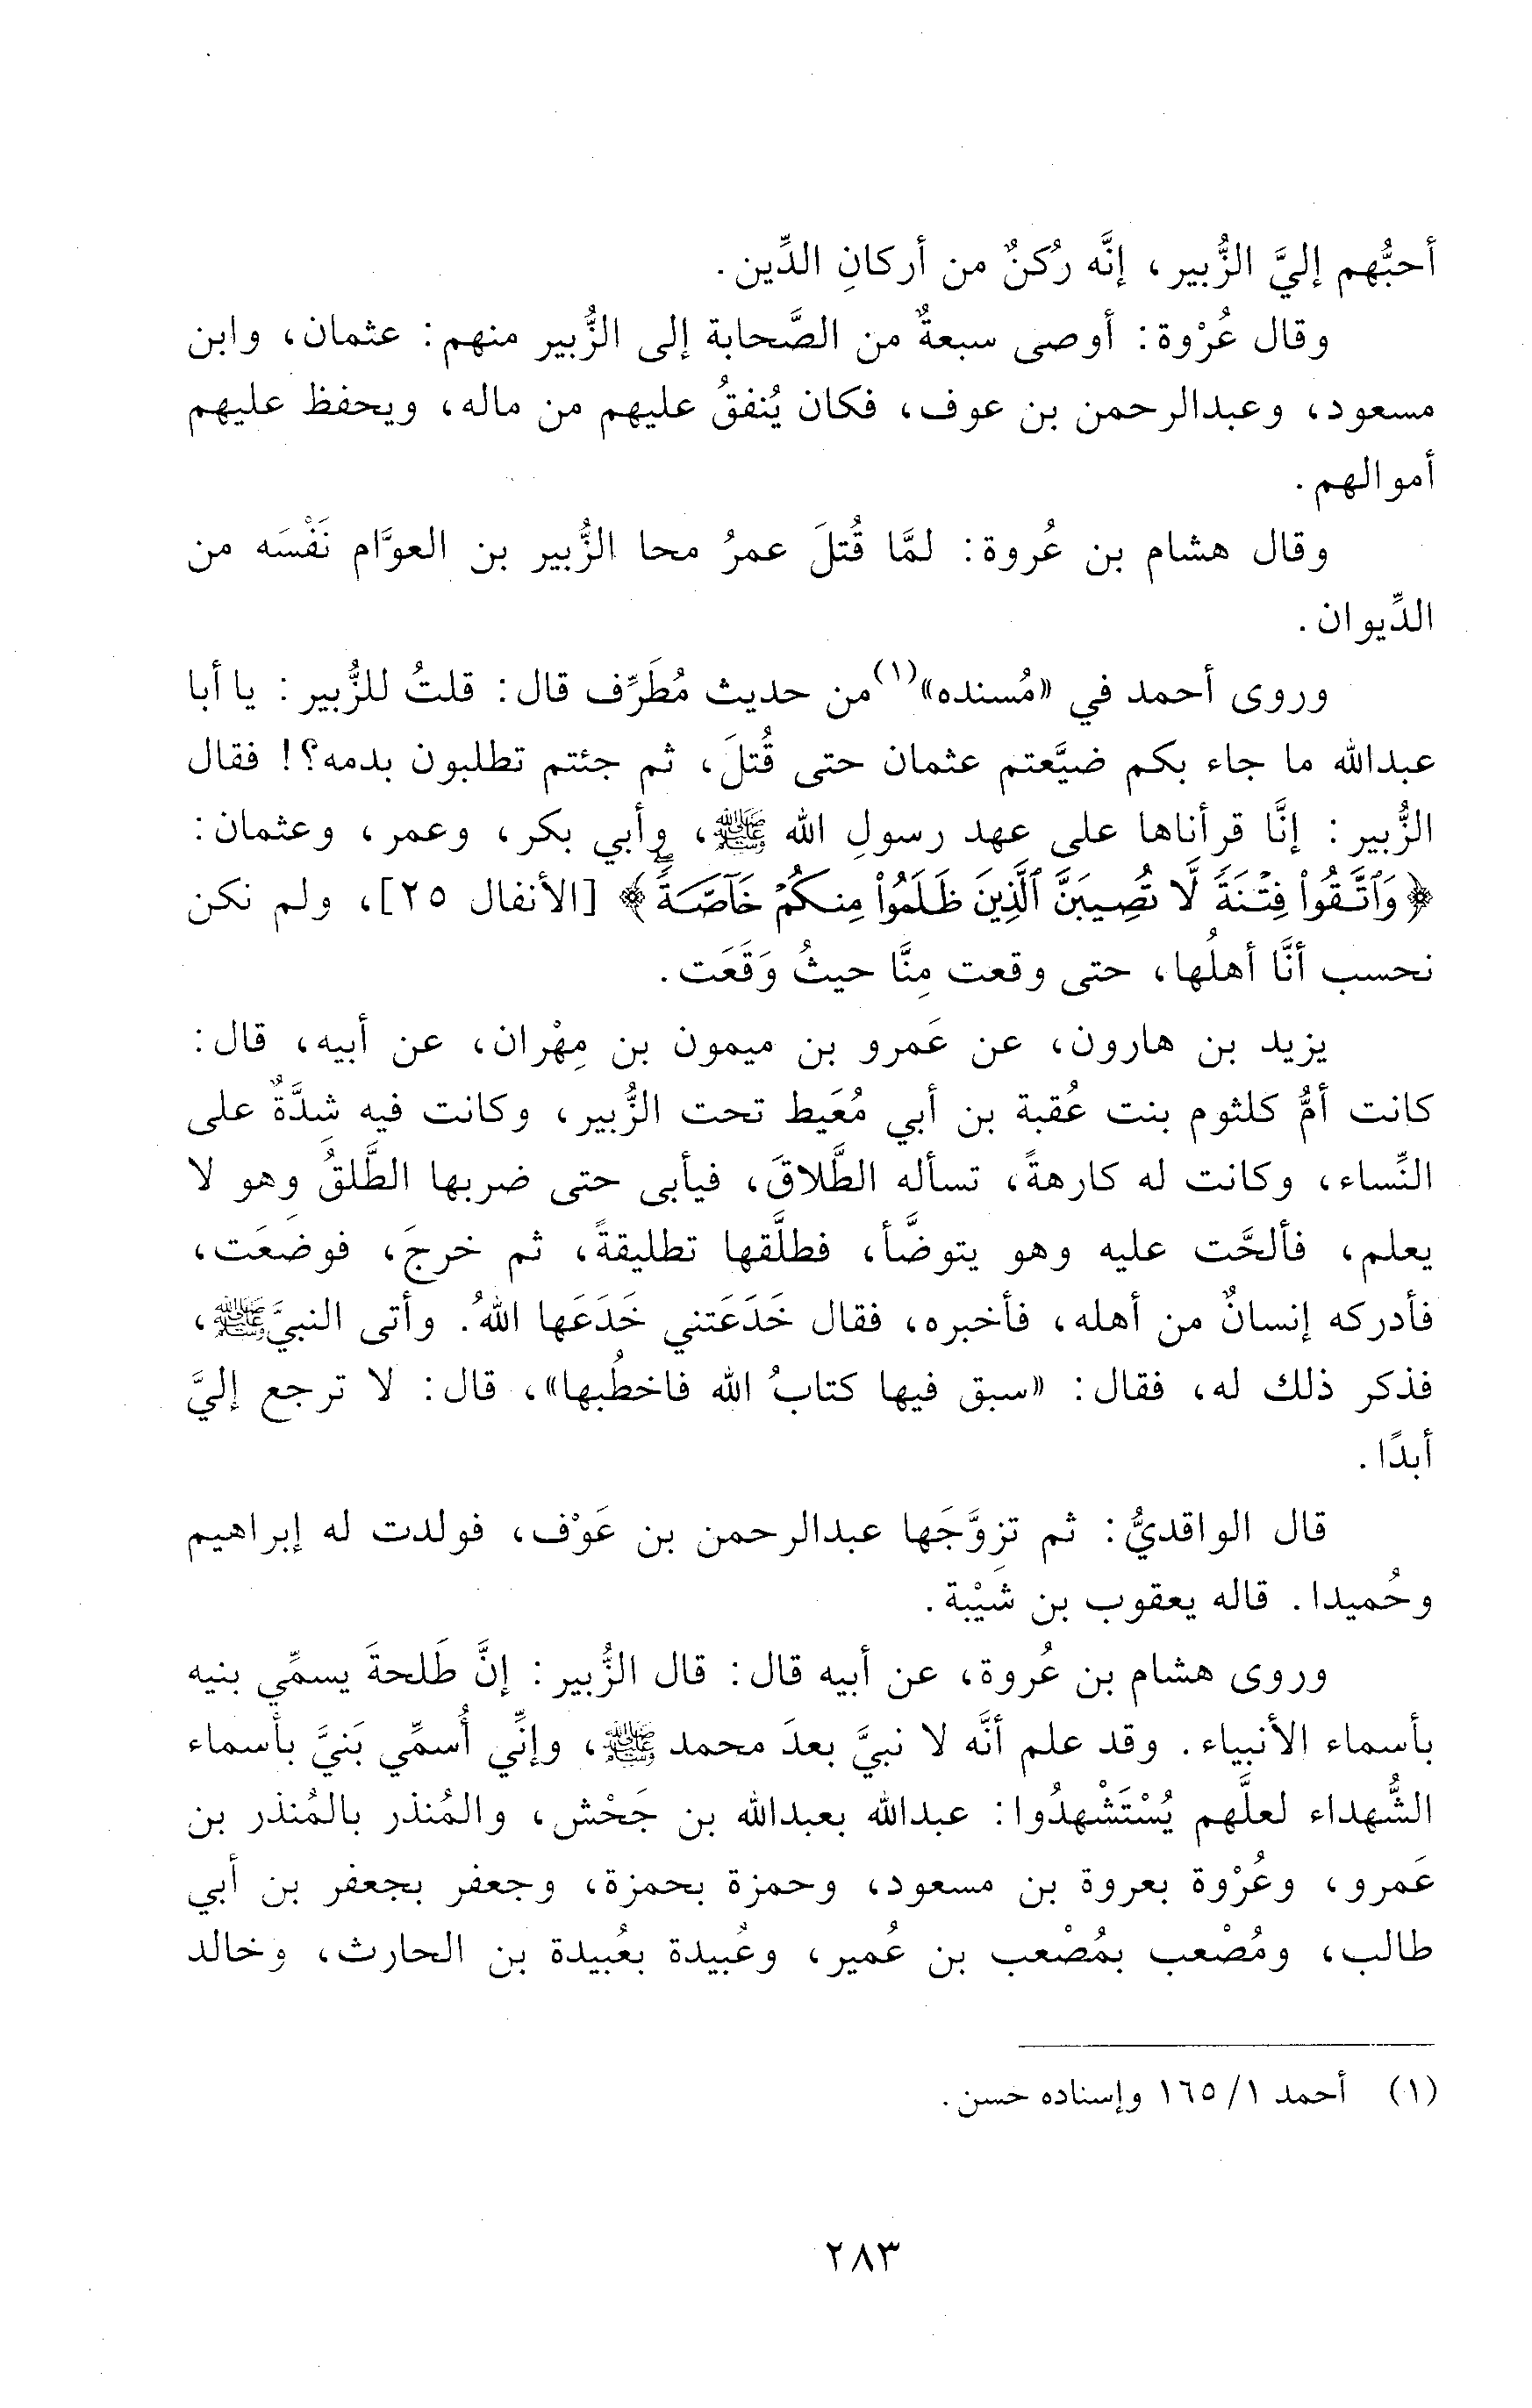 أحبُّهم إليَّ الزُّبير، إنَّه رُكنٌ من أركانِ الدِّين.
وقال عُرْوة: أوصى سبعةٌ من الصَّحابة إلى الزُّبير منهم: عثمان، وابن
مسعود، وعبدالرحمن بن عوف، فكان يُنفقُ عليهم من ماله، ويحفظ عليهم
أموالهم.
وقال هشام بن عُروة: لمَّا قُتلَ عمرُ محا الزُّبير بن العوَّام نَفْسَه من
الدِّيوان.
وروى أحمد في «مُسنده»(١) من حديث مُطَرِّف قال: قلتُ للزُّبير: يا أبا
عبدالله ما جاء بكم ضيَّعتم عثمان حتى قُتلَ، ثم جئتم تطلبون بدمه؟! فقال
الزُّبير: إنَّا قرأناها على عهد رسولِ الله ﷺ، وأبي بكر، وعمر، وعثمان:
﴿وَٱتَّقُوا۟ فِتْنَةً لَّا تُصِيبَنَّ ٱلَّذِينَ ظَلَمُوا۟ مِنكُمْ خَآصَّةً ۖ﴾ [الأنفال ٢٥]، ولم نكن
نحسب أنَّا أهلُها، حتى وقعت مِنَّا حيثُ وَقَعَت.
يزيد بن هارون، عن عَمرو بن ميمون بن مِهْران، عن أبيه، قال:
كانت أمُّ كلثوم بنت عُقبة بن أبي مُعَيط تحت الزُّبير، وكانت فيه شدَّةٌ على
النِّساء، وكانت له كارهةً، تسأله الطَّلاقَ، فيأبى حتى ضربها الطَّلقُ وهو لا
يعلم، فألحَّت عليه وهو يتوضَّأ، فطلَّقها تطليقةً، ثم خرجَ، فوضَعَت،
فأدركه إنسانٌ من أهله، فأخبره، فقال خَدَعَتني خَدَعَها اللهُ. وأتى النبيَّ ﷺ،
فذكر ذلك له، فقال: «سبق فيها كتابُ الله فاخطُبها»، قال: لا ترجع إليَّ
أبدًا.
قال الواقديُّ: ثم تزوَّجَها عبدالرحمن بن عَوْف، فولدت له إبراهيم
وحُميدا. قاله يعقوب بن شَيْبة.
وروى هشام بن عُروة، عن أبيه قال: قال الزُّبير: إنَّ طَلحةَ يسمِّي بنيه
بأسماء الأنبياء. وقد علم أنَّه لا نبيَّ بعدَ محمد ﷺ، وإنِّي أُسمِّي بَنيَّ بأسماء
الشُّهداء لعلَّهم يُسْتَشْهدُوا: عبدالله بعبدالله بن جَحْش، والمُنذر بالمُنذر بن
عَمرو، وعُرْوة بعروة بن مسعود، وحمزة بحمزة، وجعفر بجعفر بن أبي
طالب، ومُصْعب بمُصْعب بن عُمير، وعُبيدة بعُبيدة بن الحارث، وخالد
(١) أحمد ١/ ١٦٥ وإسناده حسن.
٢٨٣